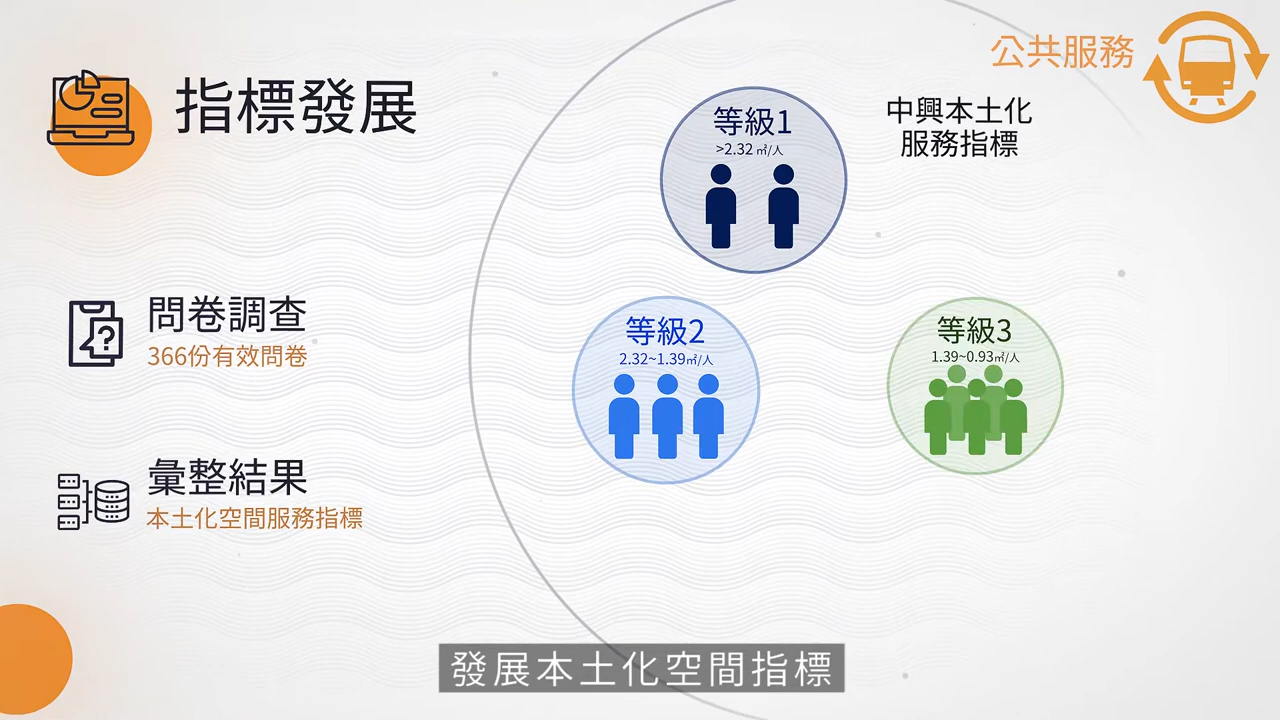 公共服務
指標發展
等級1
>2.32 ㎡/人
中興本土化
服務指標
問卷調查
366份有效問卷
等級2
2.32~1.39㎡/人
等級3
1.39~0.93㎡/人
彙整結果
本土化空間服務指標
發展本土化空間指標